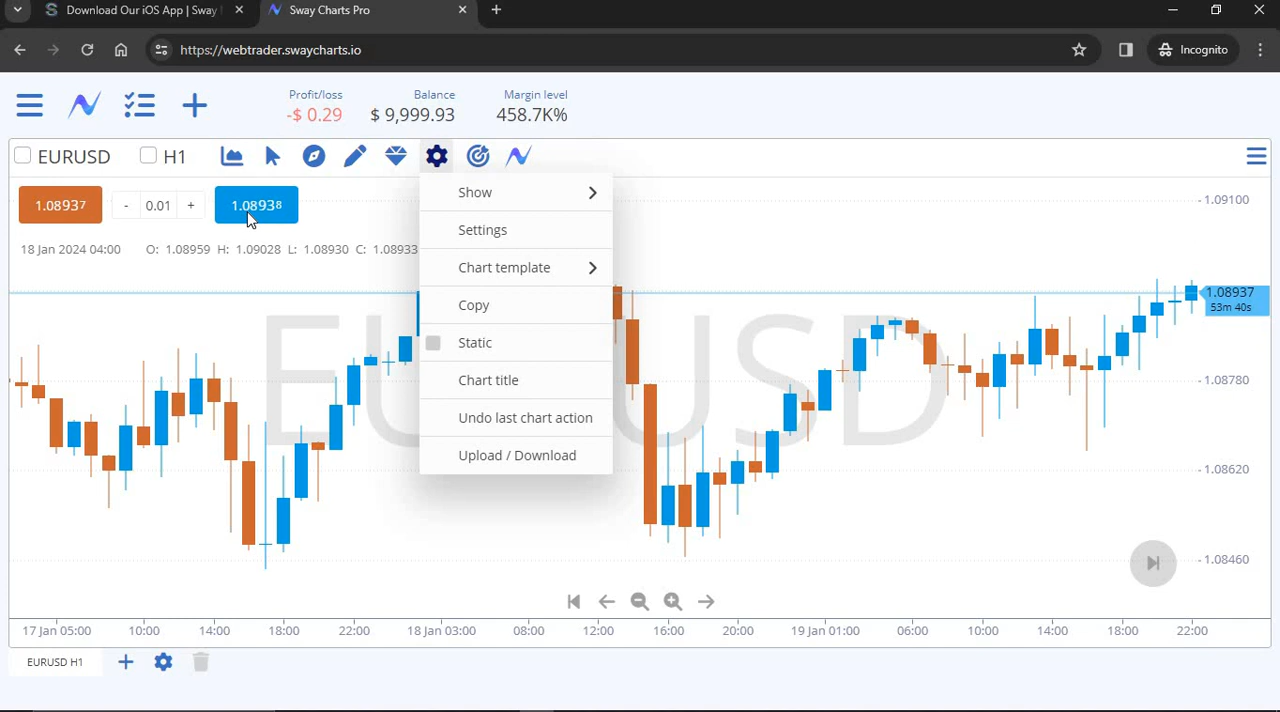 Download Our iOS App | Sway
Sway Charts Pro
https://webtrader.swaycharts.io
Incognito
Profit/loss
-$ 0.29
Balance
$ 9,999.93
Margin level
458.7K%
EURUSD
H1
1.08937
- 0.01 +
1.08938
18 Jan 2024 04:00 O: 1.08959 H: 1.09028 L: 1.08930 C: 1.08933
Show
Settings
Chart template
Copy
Static
Chart title
Undo last chart action
Upload / Download
EURUSD
1.09100
1.08937
53m 40s
1.08780
1.08620
1.08460
17 Jan 05:00 10:00 14:00 18:00 22:00 18 Jan 03:00 08:00 12:00 16:00 20:00 19 Jan 01:00 06:00 10:00 14:00 18:00 22:00
EURUSD H1